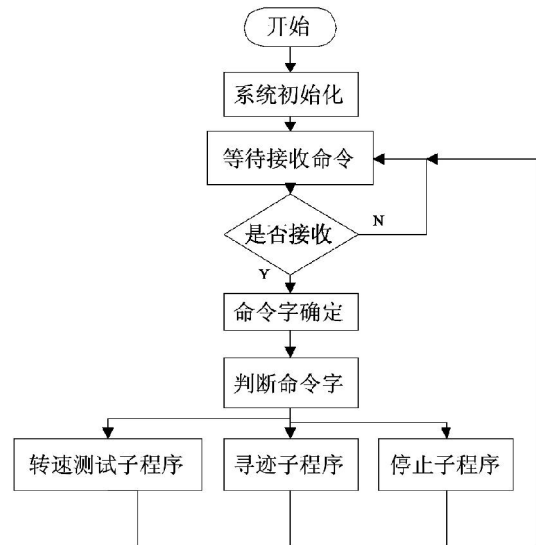 开始
系统初始化
等待接收命令
是否接收
N
Y
命令字确定
判断命令字
转速测试子程序
寻迹子程序
停止子程序